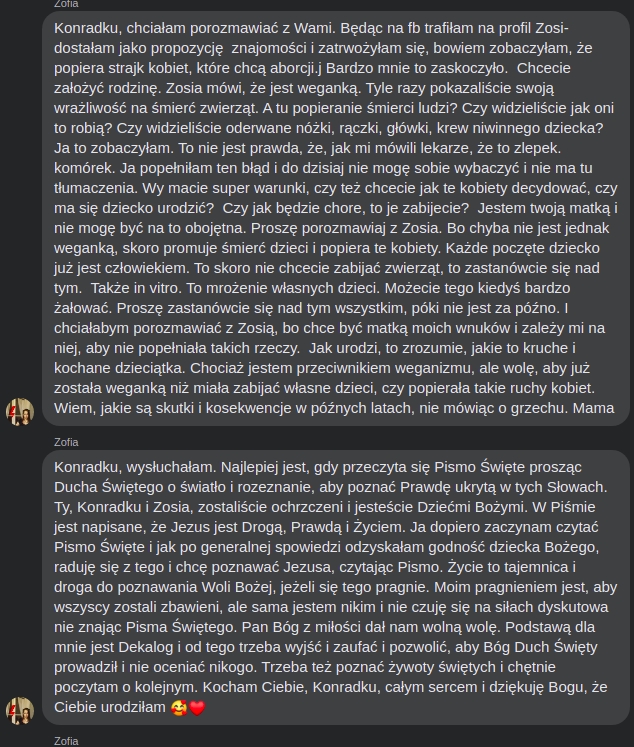 Zofia
Konradku, chciałam porozmawiać z Wami. Będąc na fb trafiłam na profil Zosi-
dostałam jako propozycję znajomości i zatrwożyłam się, bowiem zobaczyłam, że
popiera strajk kobiet, które chcą aborcji.j Bardzo mnie to zaskoczyło. Chcecie
założyć rodzinę. Zosia mówi, że jest weganką. Tyle razy pokazaliście swoją
wrażliwość na śmierć zwierząt. A tu popieranie śmierci ludzi? Czy widzieliście jak oni
to robią? Czy widzieliście oderwane nóżki, rączki, główki, krew niwinnego dziecka?
Ja to zobaczyłam. To nie jest prawda, że, jak mi mówili lekarze, że to zlepek.
komórek. Ja popełniłam ten błąd i do dzisiaj nie mogę sobie wybaczyć i nie ma tu
tłumaczenia. Wy macie super warunki, czy też chcecie jak te kobiety decydować, czy
ma się dziecko urodzić? Czy jak będzie chore, to je zabijecie? Jestem twoją matką i
nie mogę być na to obojętna. Proszę porozmawiaj z Zosia. Bo chyba nie jest jednak
weganką, skoro promuje śmierć dzieci i popiera te kobiety. Każde poczęte dziecko
już jest człowiekiem. To skoro nie chcecie zabijać zwierząt, to zastanówcie się nad
tym. Także in vitro. To mrożenie własnych dzieci. Możecie tego kiedyś bardzo
żałować. Proszę zastanówcie się nad tym wszystkim, póki nie jest za późno. I
chciałabym porozmawiać z Zosią, bo chce być matką moich wnuków i zależy mi na
niej, aby nie popełniała takich rzeczy. Jak urodzi, to zrozumie, jakie to kruche i
kochane dzieciątka. Chociaż jestem przeciwnikiem weganizmu, ale wolę, aby już
została weganką niż miała zabijać własne dzieci, czy popierała takie ruchy kobiet.
Wiem, jakie są skutki i kosekwencje w późnych latach, nie mówiąc o grzechu. Mama
Zofia
Konradku, wysłuchałam. Najlepiej jest, gdy przeczyta się Pismo Święte prosząc
Ducha Świętego o światło i rozeznanie, aby poznać Prawdę ukrytą w tych Słowach.
Ty, Konradku i Zosia, zostaliście ochrzczeni i jesteście Dziećmi Bożymi. W Piśmie
jest napisane, że Jezus jest Drogą, Prawdą i Życiem. Ja dopiero zaczynam czytać
Pismo Święte i jak po generalnej spowiedzi odzyskałam godność dziecka Bożego,
raduję się z tego i chcę poznawać Jezusa, czytając Pismo. Życie to tajemnica i
droga do poznawania Woli Bożej, jeżeli się tego pragnie. Moim pragnieniem jest, aby
wszyscy zostali zbawieni, ale sama jestem nikim i nie czuję się na siłach dyskutowa
nie znając Pisma Świętego. Pan Bóg z miłości dał nam wolną wolę. Podstawą dla
mnie jest Dekalog i od tego trzeba wyjść i zaufać i pozwolić, aby Bóg Duch Święty
prowadził i nie oceniać nikogo. Trzeba też poznać żywoty świętych i chętnie
poczytam o kolejnym. Kocham Ciebie, Konradku, całym sercem i dziękuję Bogu, że
Ciebie urodziłam 🥰❤️
Zofia